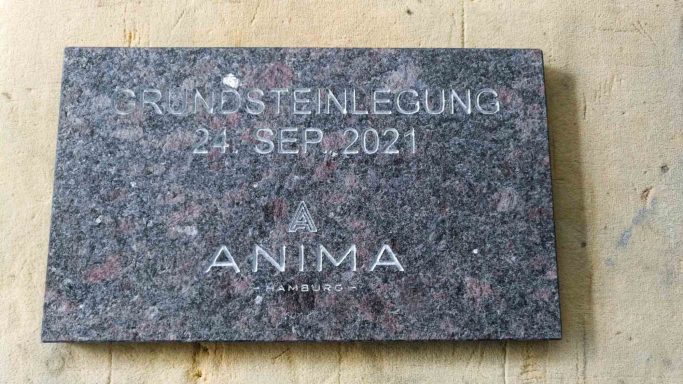 GRUNDSTEINLEGUNG
24. SEP. 2021
ANIMA
-HAMBURG-